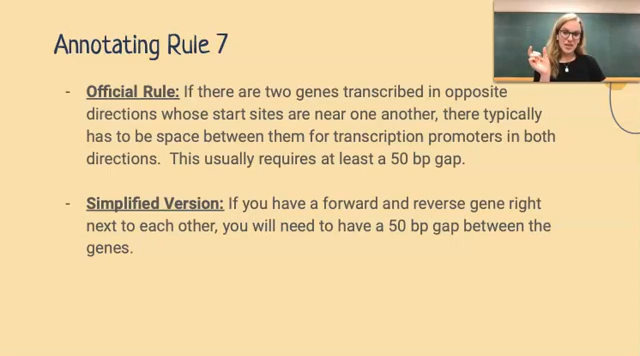 Annotating Rule 7
- Official Rule: If there are two genes transcribed in opposite
directions whose start sites are near one another, there typically
has to be space between them for transcription promoters in both
directions. This usually requires at least a 50 bp gap.
- Simplified Version: If you have a forward and reverse gene right
next to each other, you will need to have a 50 bp gap between the
genes.